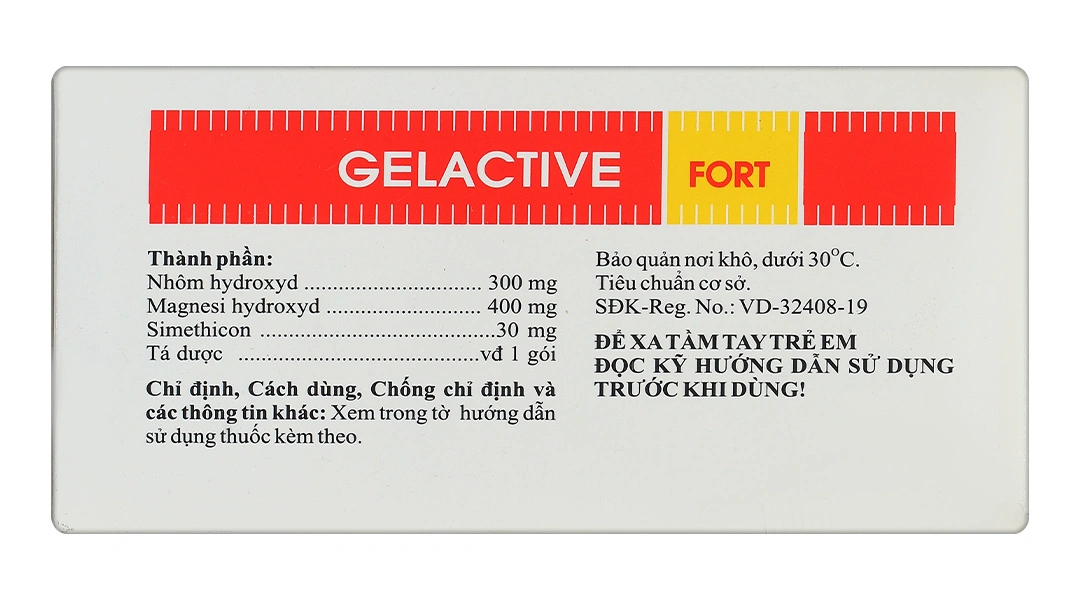 GELACTIVE FORT
Thành phần:
Nhôm hydroxyd ................................ 300 mg
Magnesi hydroxyd ............................ 400 mg
Simethicon ..........................................30 mg
Tá dược ...........................................vđ 1 gói
Chỉ định, Cách dùng, Chống chỉ định và
các thông tin khác: Xem trong tờ hướng dẫn
sử dụng thuốc kèm theo.
Bảo quản nơi khô, dưới 30°C.
Tiêu chuẩn cơ sở.
SĐK-Reg. No.: VD-32408-19
ĐỂ XA TẦM TAY TRẺ EM
ĐỌC KỸ HƯỚNG DẪN SỬ DỤNG
TRƯỚC KHI DÙNG!